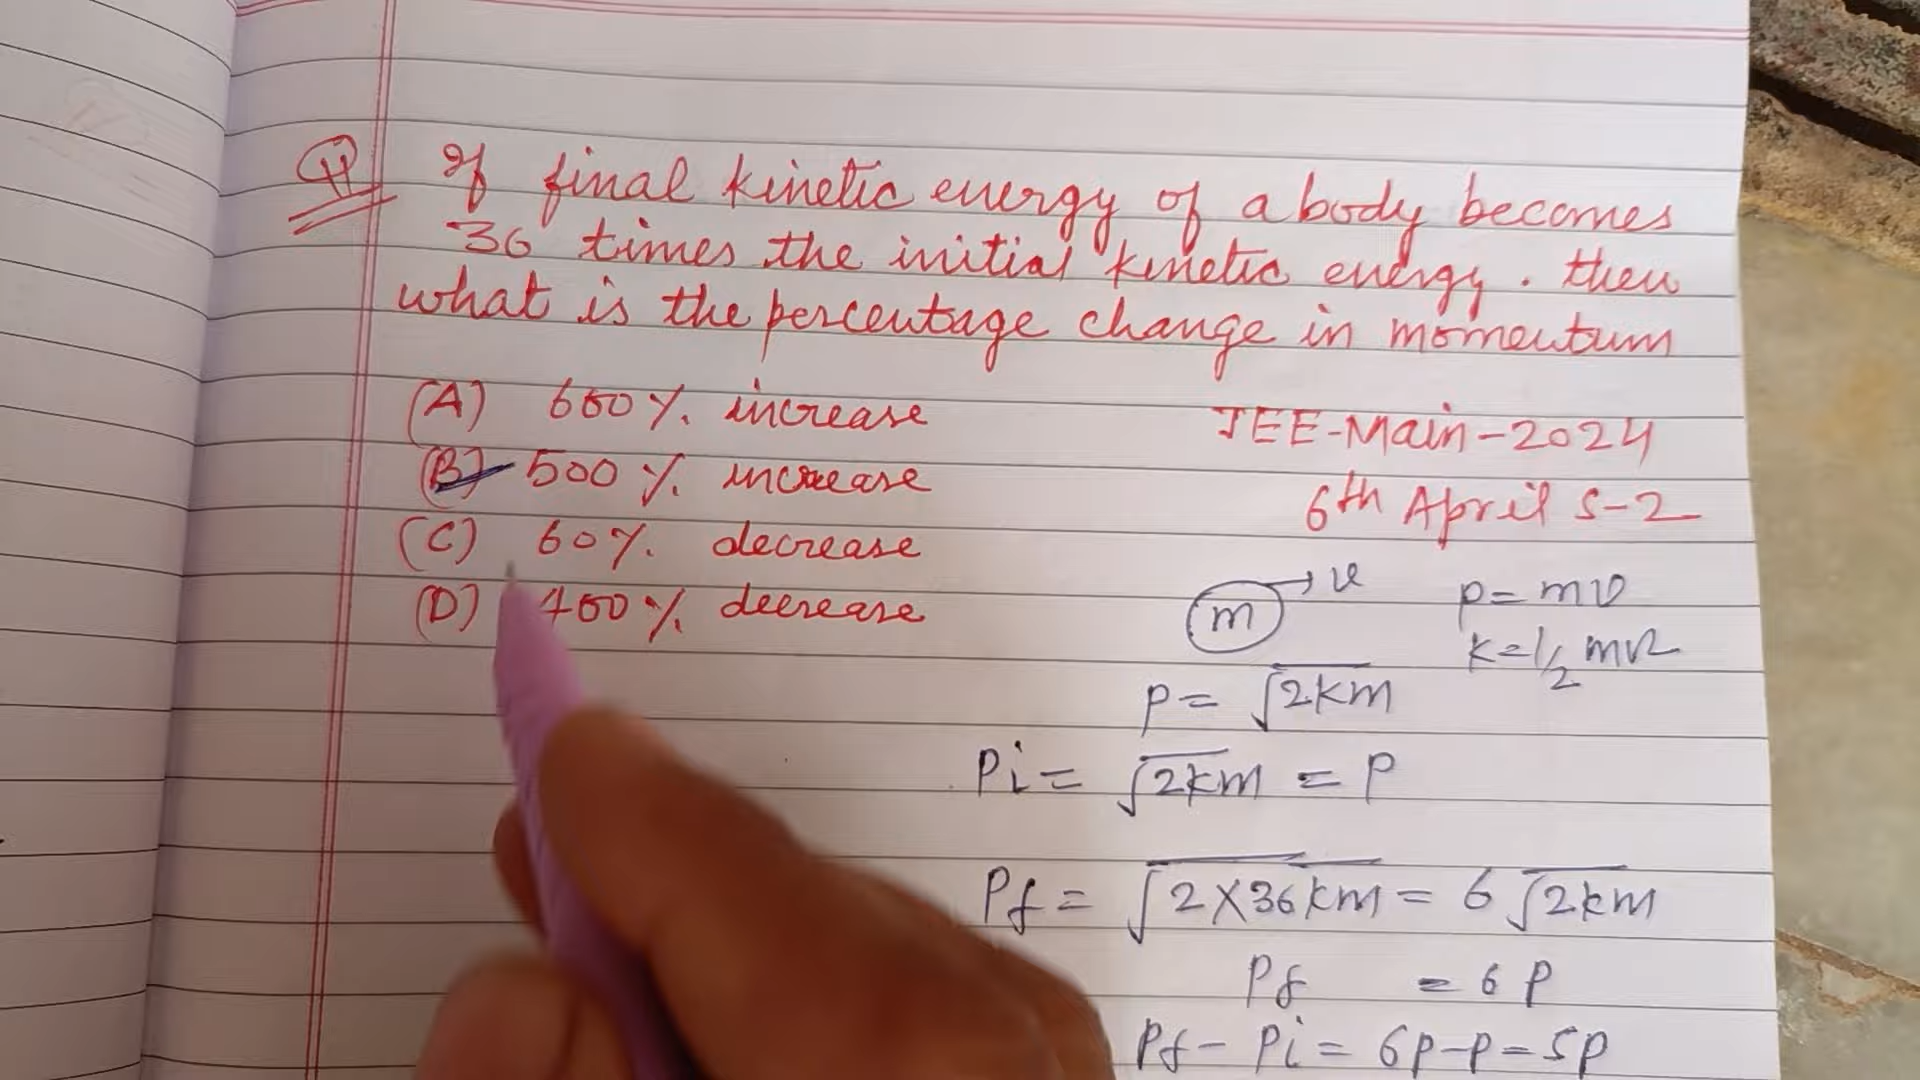 Q If final kinetic energy of a body becomes
36 times the initial kinetic energy. then
what is the percentage change in momentum
(A) 600 %. increase
(B) 500 %. increase
(C) 60 %. decrease
(D) 400 %. decrease
JEE-Main-2024
6th April S-2
m → v
p = mv
k = 1/2 mv2
p = √2km
Pi = √2km = P
Pf = √2×36km = 6√2km
Pf = 6P
Pf - Pi = 6p-p=5p